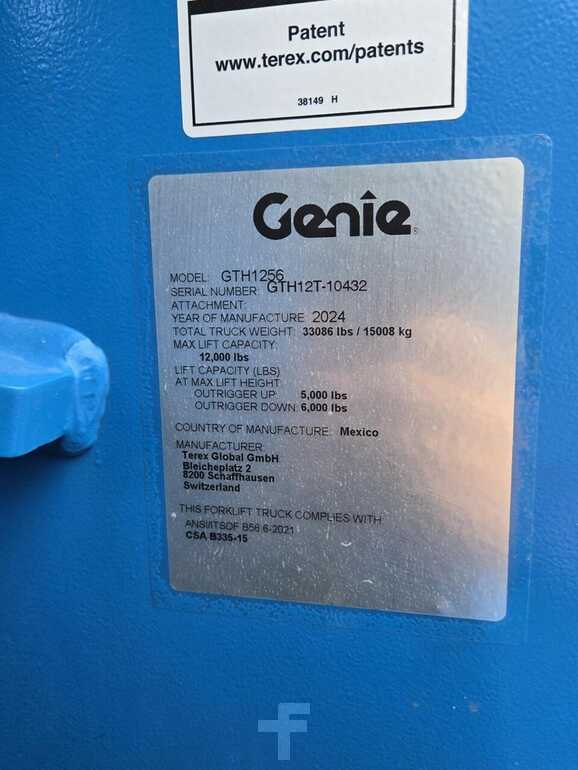 Patent
www.terex.com/patents
38149 H
Genie
MODEL: GTH1256
SERIAL NUMBER: GTH12T-10432
ATTACHMENT:
YEAR OF MANUFACTURE: 2024
TOTAL TRUCK WEIGHT: 33086 lbs / 15008 kg
MAX LIFT CAPACITY:
12,000 lbs
LIFT CAPACITY (LBS)
AT MAX LIFT HEIGHT:
OUTRIGGER UP: 5,000 lbs
OUTRIGGER DOWN: 6,000 lbs
COUNTRY OF MANUFACTURE: Mexico
MANUFACTURER:
Terex Global GmbH
Bleicheplatz 2
8200 Schaffhausen
Switzerland
THIS FORKLIFT TRUCK COMPLIES WITH
ANSI/ITSDF B56.6-2021
CSA B335-15